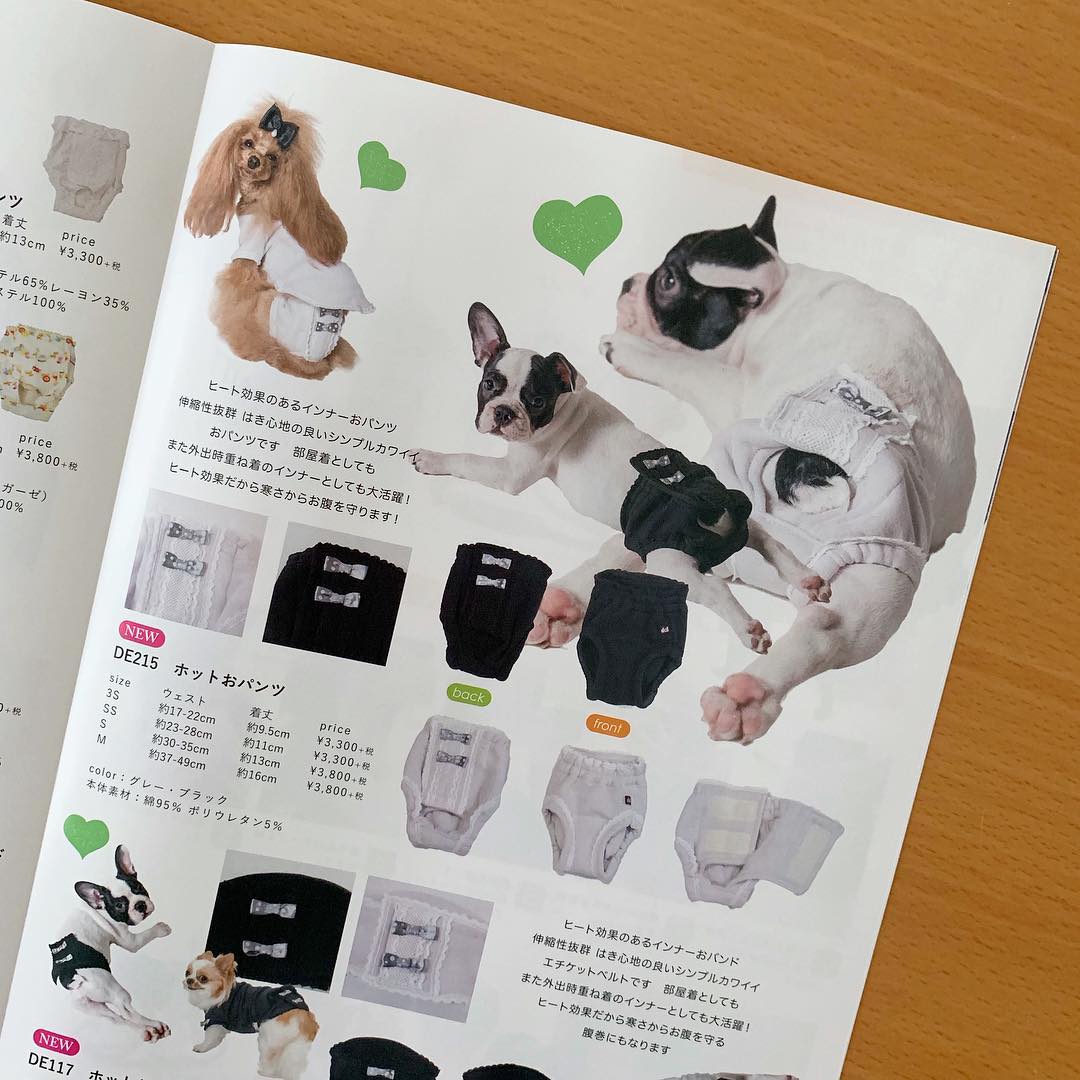 ンツ
着丈
約13cm
price
¥3,300+税
テル65%レーヨン35%
ステル100%
price
¥3,800+税
ガーゼ）
00%
0+税
ヒート効果のあるインナーおパンツ
伸縮性抜群 はき心地の良いシンプルカワイイ
おパンツです　部屋着としても
また外出時重ね着のインナーとしても大活躍！
ヒート効果だから寒さからお腹を守ります！
NEW
DE215　ホットおパンツ
size ウェスト 着丈 price
3S 約17-22cm 約9.5cm ¥3,300+税
SS 約23-28cm 約11cm ¥3,300+税
S 約30-35cm 約13cm ¥3,800+税
M 約37-49cm 約16cm ¥3,800+税
color：グレー・ブラック
本体素材：綿95% ポリウレタン5%
back
front
ヒート効果のあるインナーおバンド
伸縮性抜群 はき心地の良いシンプルカワイイ
エチケットベルトです　部屋着としても
また外出時重ね着のインナーとしても大活躍！
ヒート効果だから寒さからお腹を守る
腹巻にもなります
NEW
DE117　ホット